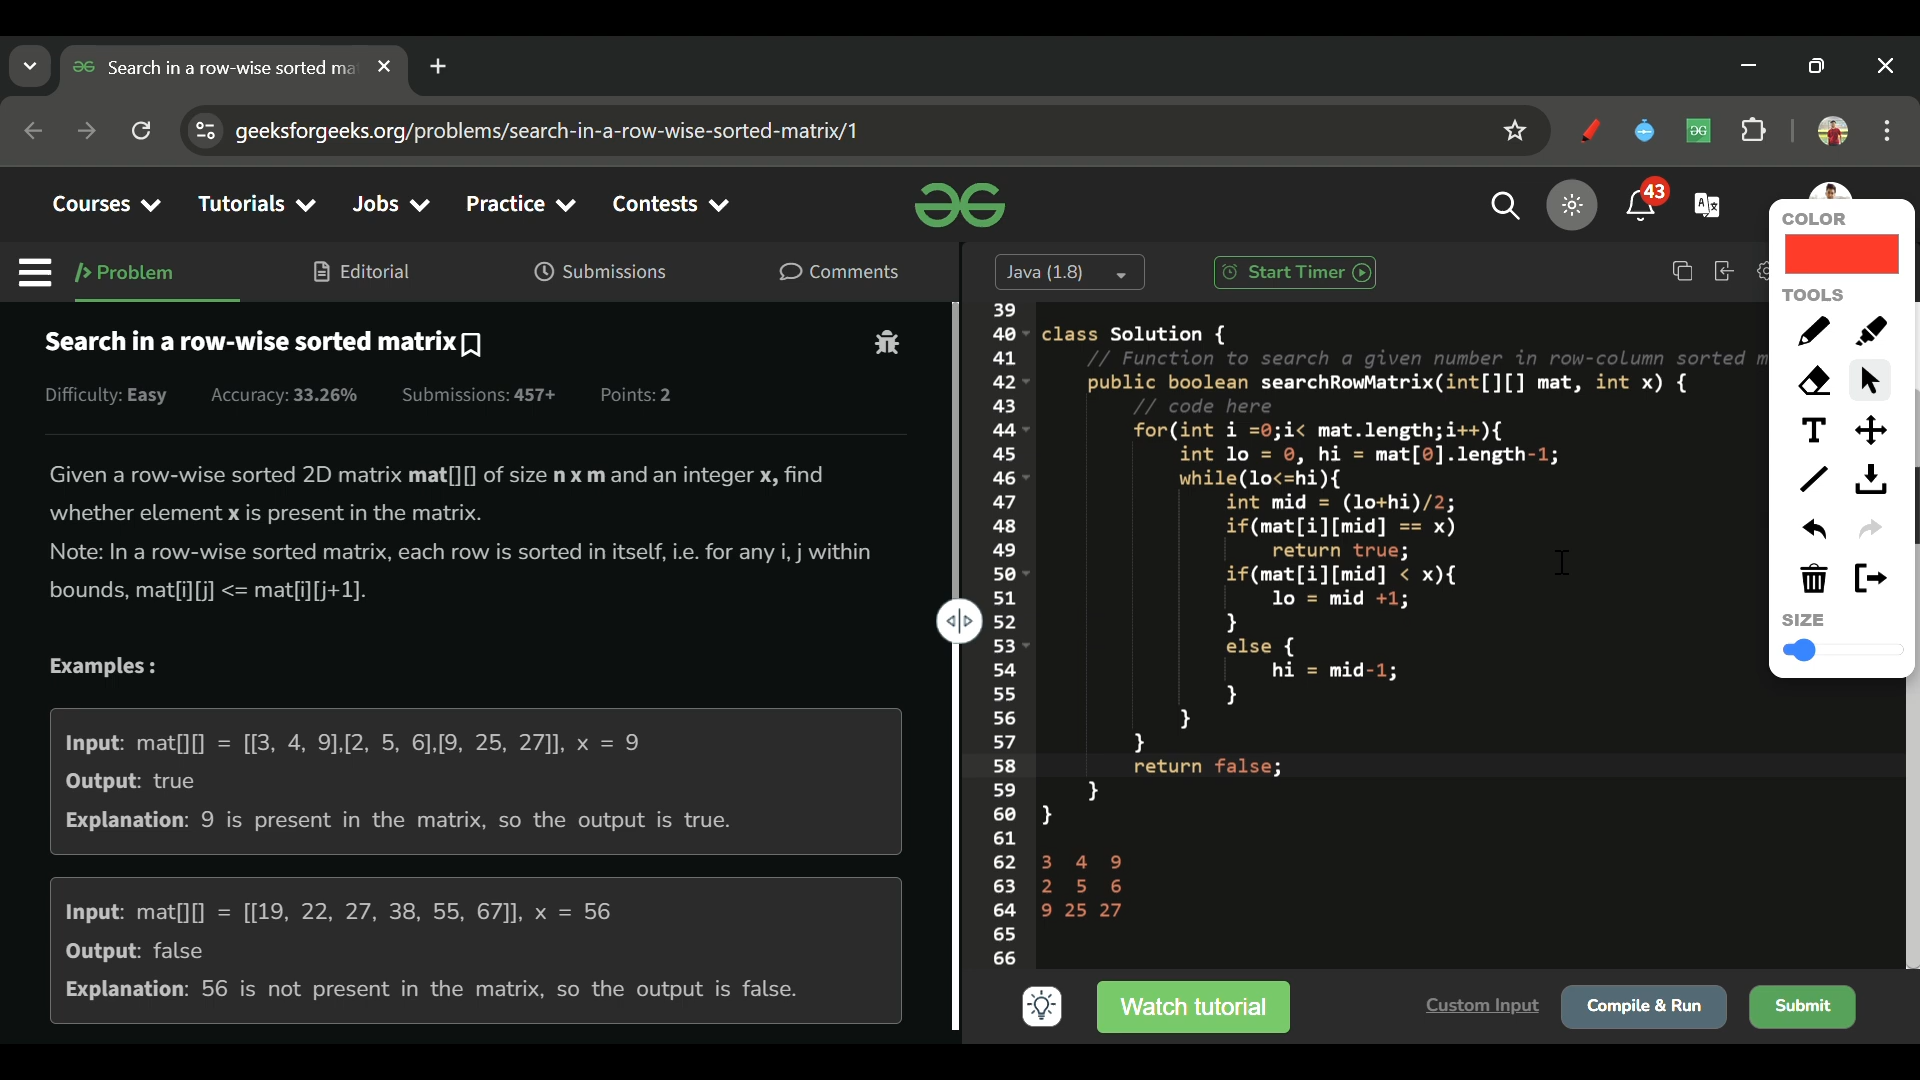 Search in a row-wise sorted ma
geeksforgeeks.org/problems/search-in-a-row-wise-sorted-matrix/1
Courses Tutorials Jobs Practice Contests
43
COLOR
TOOLS
T
SIZE
Problem Editorial Submissions Comments
Java (1.8) Start Timer
Search in a row-wise sorted matrix
Difficulty: Easy Accuracy: 33.26% Submissions: 457+ Points: 2
Given a row-wise sorted 2D matrix mat[][] of size n x m and an integer x, find
whether element x is present in the matrix.
Note: In a row-wise sorted matrix, each row is sorted in itself, i.e. for any i, j within
bounds, mat[i][j] <= mat[i][j+1].
Examples :
Input: mat[][] = [[3, 4, 9],[2, 5, 6],[9, 25, 27]], x = 9
Output: true
Explanation: 9 is present in the matrix, so the output is true.
Input: mat[][] = [[19, 22, 27, 38, 55, 67]], x = 56
Output: false
Explanation: 56 is not present in the matrix, so the output is false.
39
40 class Solution {
41 // Function to search a given number in row-column sorted m
42 public boolean searchRowMatrix(int[][] mat, int x) {
43 // code here
44 for(int i =0;i< mat.length;i++){
45 int lo = 0, hi = mat[0].length-1;
46 while(lo<=hi){
47 int mid = (lo+hi)/2;
48 if(mat[i][mid] == x)
49 return true;
50 if(mat[i][mid] < x){
51 lo = mid +1;
52 }
53 else {
54 hi = mid-1;
55 }
56 }
57 }
58 return false;
59 }
60 }
61
62 3 4 9
63 2 5 6
64 9 25 27
65
66
Watch tutorial Custom Input Compile & Run Submit